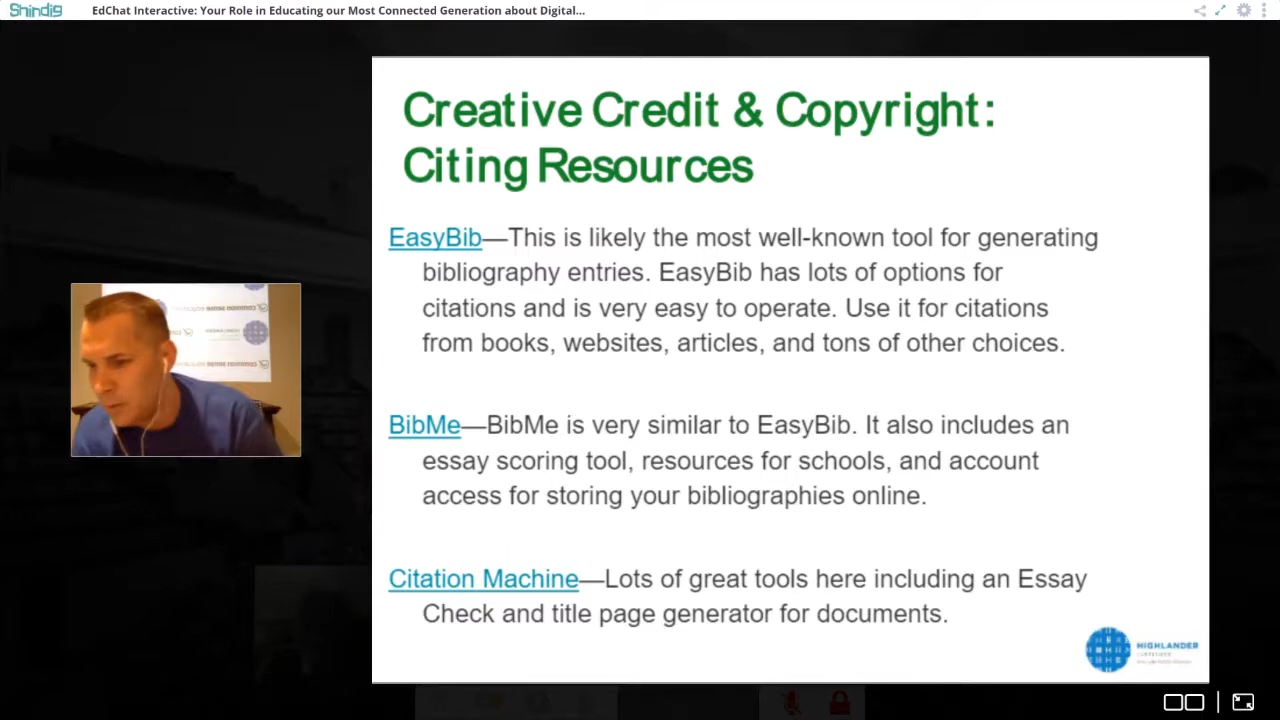 Shindig EdChat Interactive: Your Role in Educating our Most Connected Generation about Digital...
Creative Credit & Copyright:
Citing Resources
EasyBib—This is likely the most well-known tool for generating
bibliography entries. EasyBib has lots of options for
citations and is very easy to operate. Use it for citations
from books, websites, articles, and tons of other choices.
BibMe—BibMe is very similar to EasyBib. It also includes an
essay scoring tool, resources for schools, and account
access for storing your bibliographies online.
Citation Machine—Lots of great tools here including an Essay
Check and title page generator for documents.
HIGHLANDER
INSTITUTE